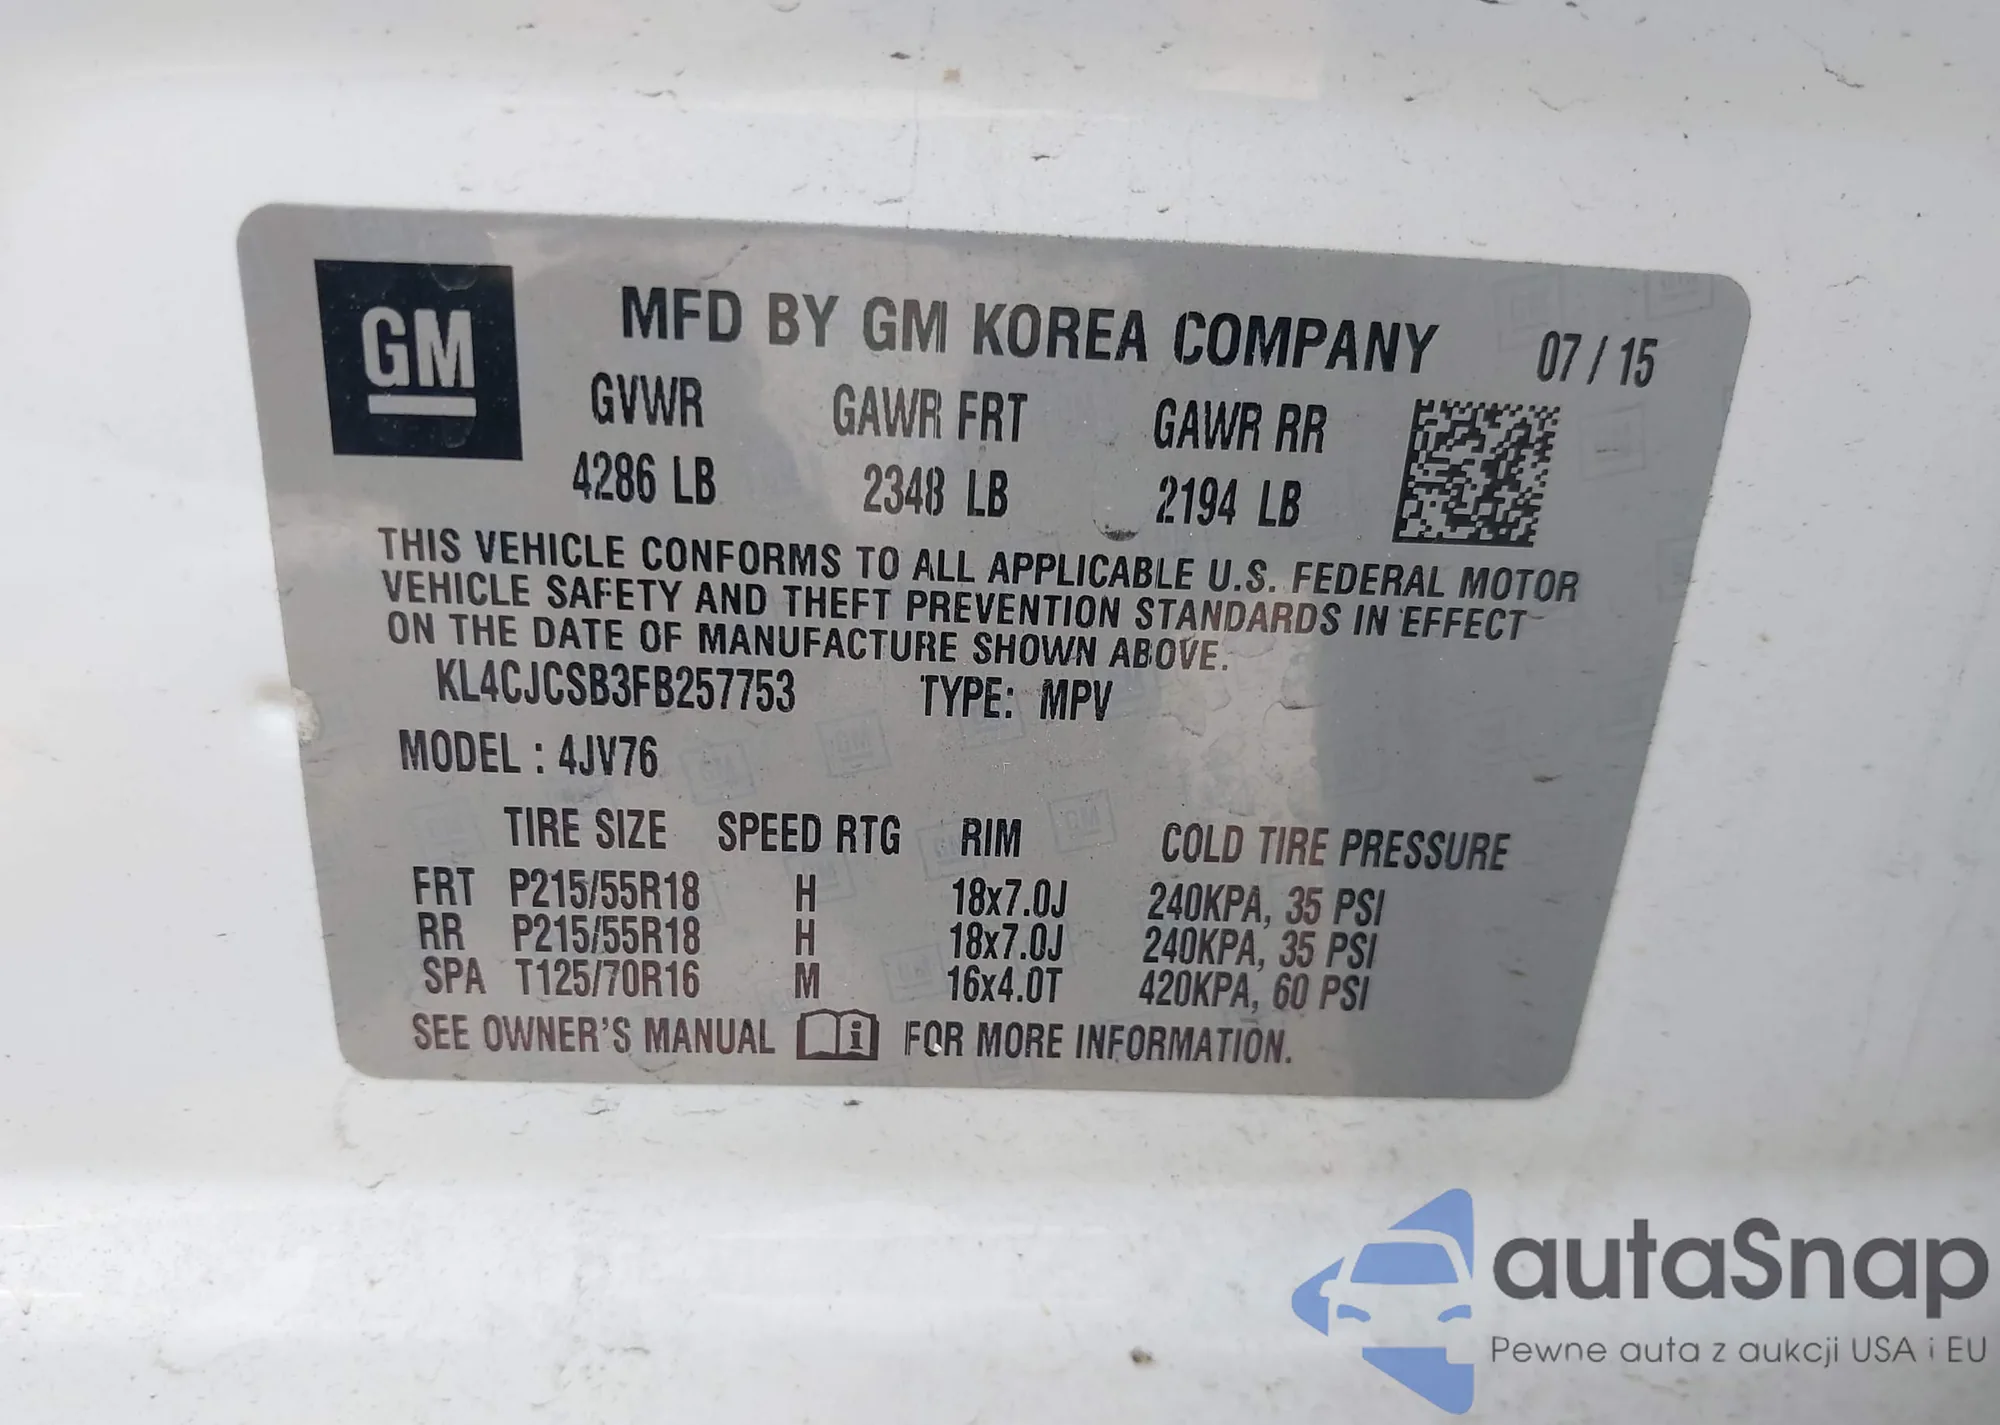 GM
MFD BY GM KOREA COMPANY 07 / 15
GVWR GAWR FRT GAWR RR
4286 LB 2348 LB 2194 LB
THIS VEHICLE CONFORMS TO ALL APPLICABLE U.S. FEDERAL MOTOR
VEHICLE SAFETY AND THEFT PREVENTION STANDARDS IN EFFECT
ON THE DATE OF MANUFACTURE SHOWN ABOVE.
KL4CJCSB3FB257753 TYPE: MPV
MODEL : 4JV76
TIRE SIZE SPEED RTG RIM COLD TIRE PRESSURE
FRT P215/55R18 H 18x7.0J 240KPA, 35 PSI
RR P215/55R18 H 18x7.0J 240KPA, 35 PSI
SPA T125/70R16 M 16x4.0T 420KPA, 60 PSI
SEE OWNER'S MANUAL i FOR MORE INFORMATION.
autaSnap
Pewne auta z aukcji USA i EU